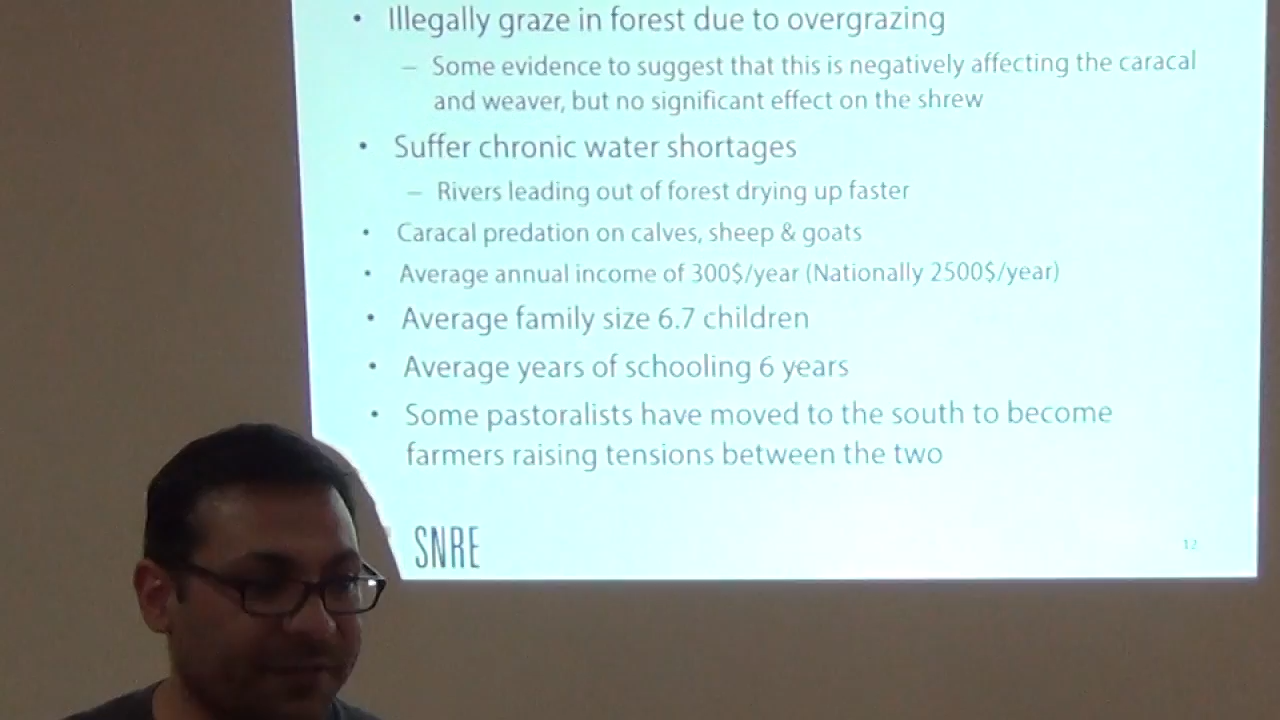 • Illegally graze in forest due to overgrazing
– Some evidence to suggest that this is negatively affecting the caracal
and weaver, but no significant effect on the shrew
• Suffer chronic water shortages
– Rivers leading out of forest drying up faster
• Caracal predation on calves, sheep & goats
• Average annual income of 300$/year (Nationally 2500$/year)
• Average family size 6.7 children
• Average years of schooling 6 years
• Some pastoralists have moved to the south to become
farmers raising tensions between the two
SNRE
12